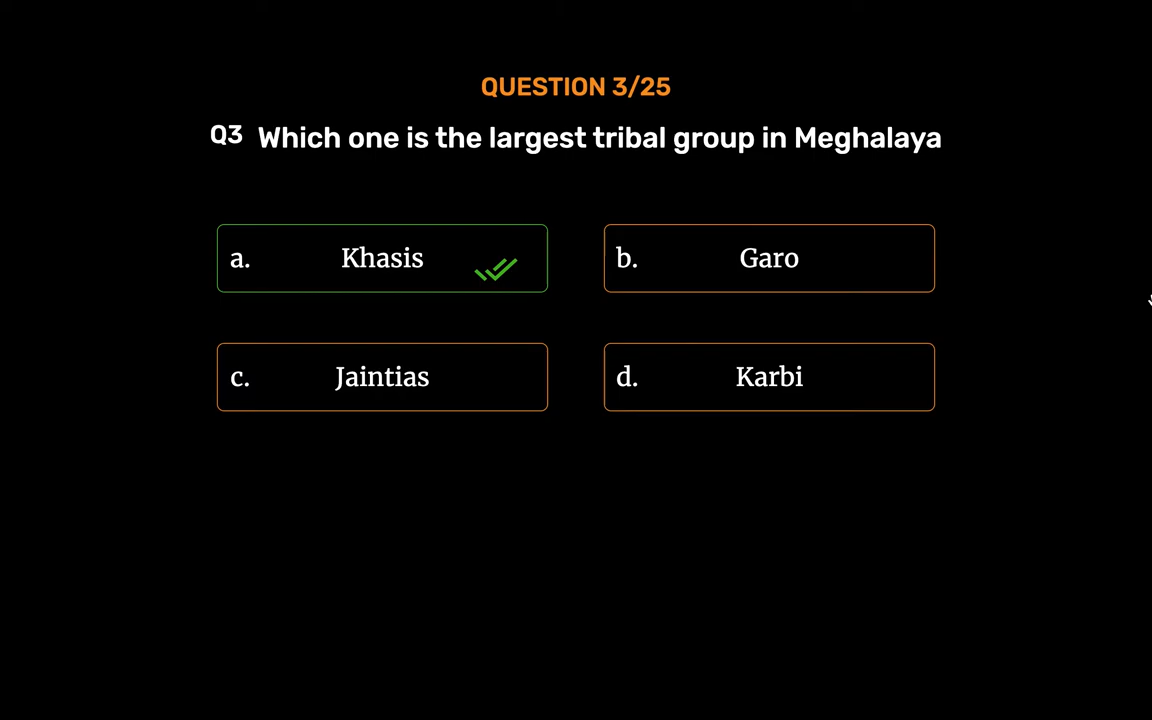 QUESTION 3/25
Q3 Which one is the largest tribal group in Meghalaya
a. Khasis
b. Garo
c. Jaintias
d. Karbi